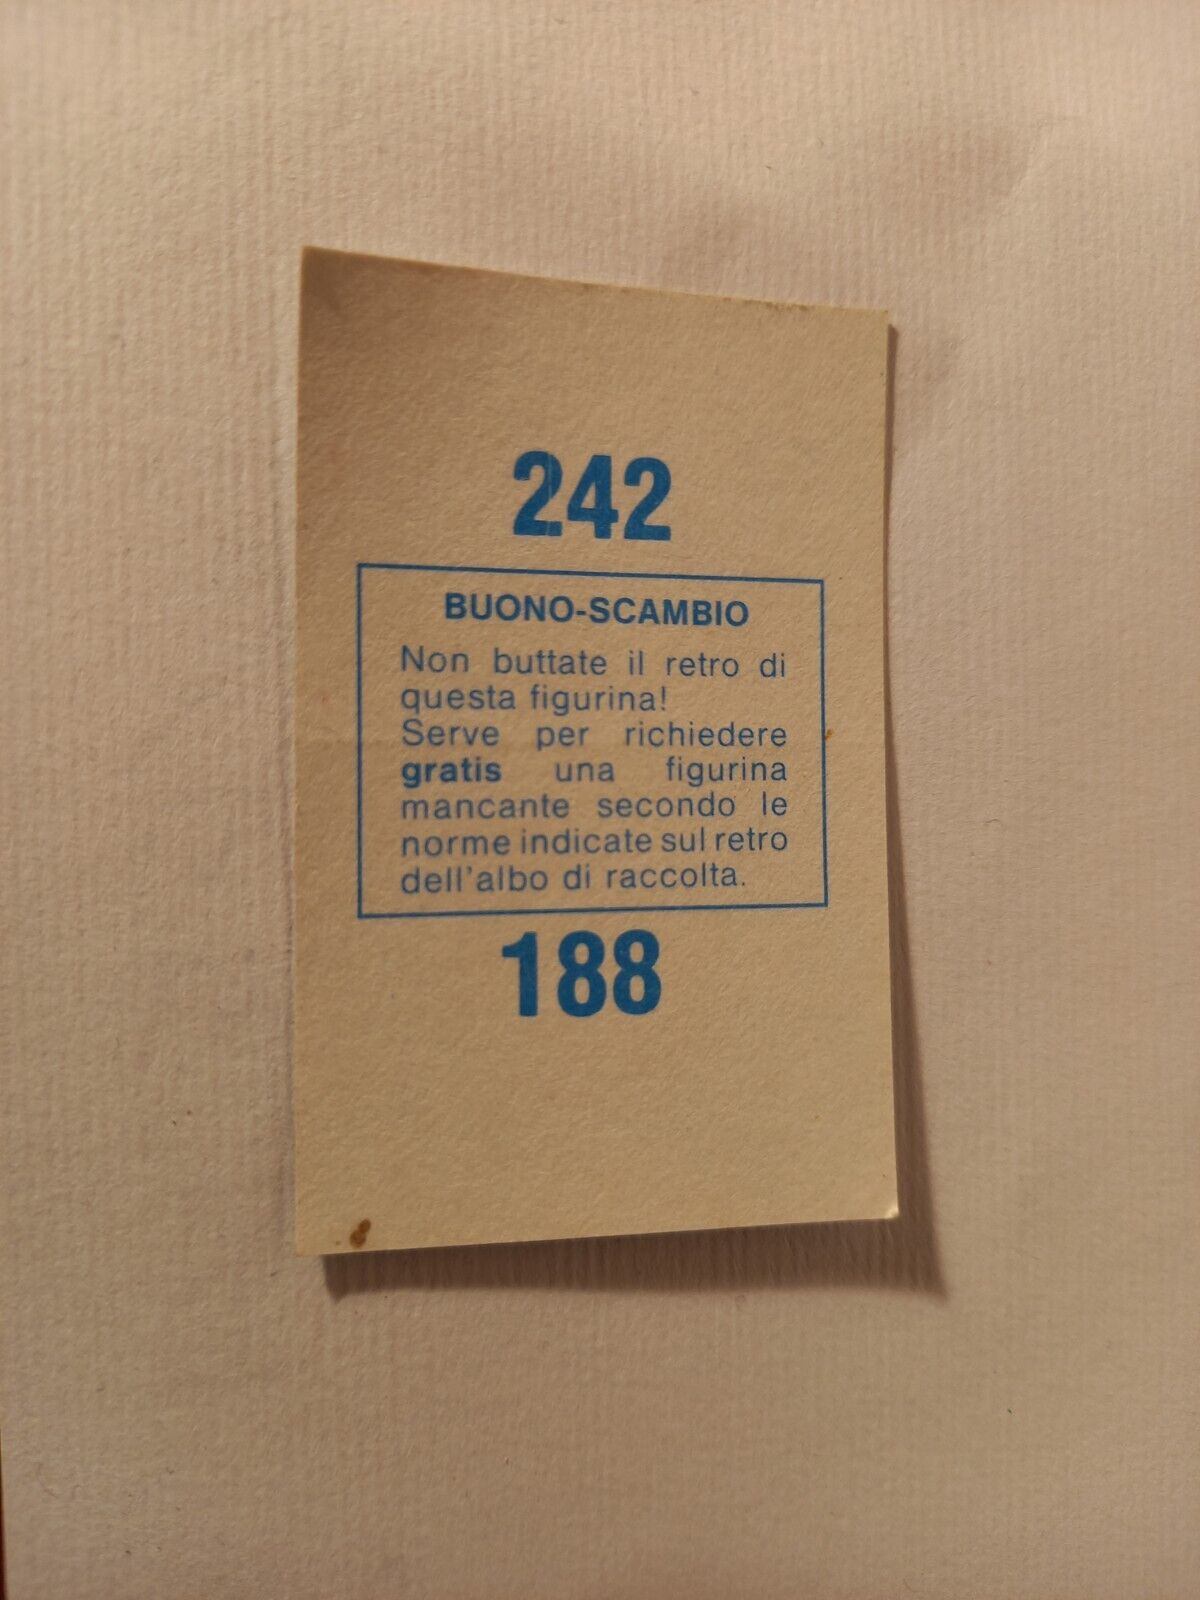 242
BUONO-SCAMBIO
Non buttate il retro di
questa figurina!
Serve per richiedere
gratis una figurina
mancante secondo le
norme indicate sul retro
dell'albo di raccolta.
188